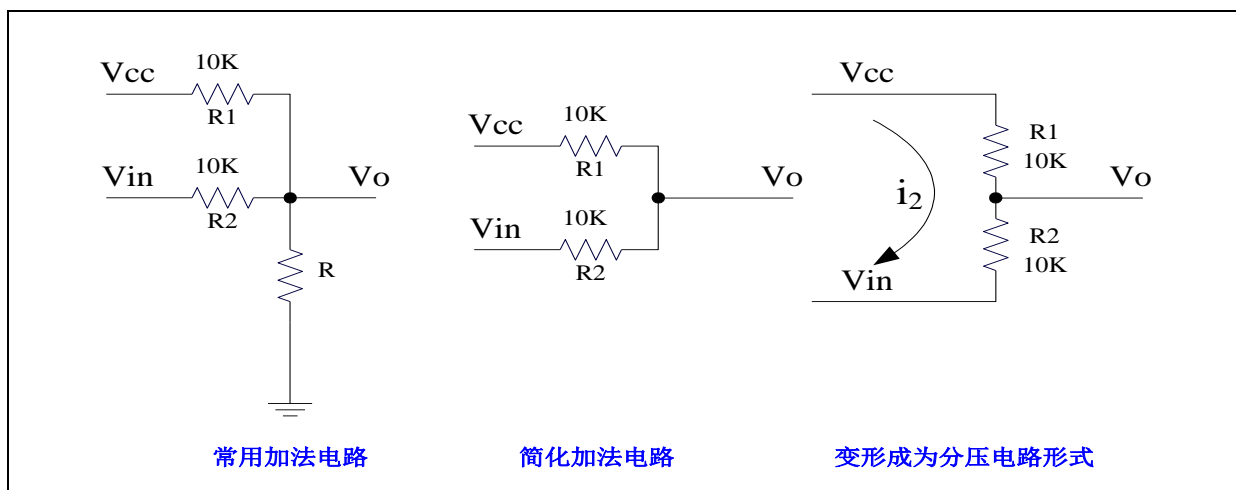 10K
Vcc
R1
10K
Vin
Vo
R2
R
常用加法电路
10K
Vcc
R1
Vo
10K
Vin
R2
简化加法电路
Vcc
R1
10K
Vo
i2
R2
10K
Vin
变形成为分压电路形式